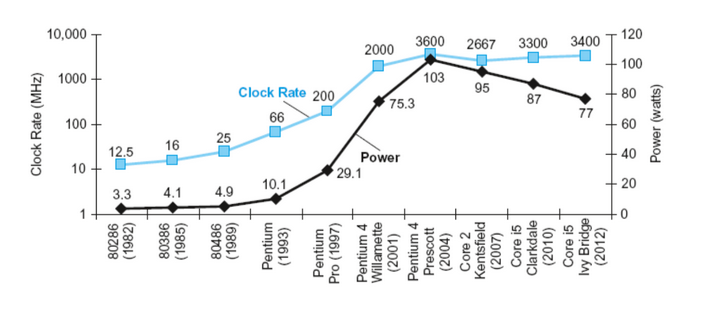 10,000
1000
100
10
1
Clock Rate (MHz)
120
100
80
60
40
20
0
Power (watts)
Clock Rate
Power
12.5
16
25
66
200
2000
3600
2667
3300
3400
3.3
4.1
4.9
10.1
29.1
75.3
103
95
87
77
80286
(1982)
80386
(1985)
80486
(1989)
Pentium
(1993)
Pentium
Pro (1997)
Pentium 4
Willamette
(2001)
Pentium 4
Prescott
(2004)
Core 2
Kentsfield
(2007)
Core i5
Clarkdale
(2010)
Core i5
Ivy Bridge
(2012)